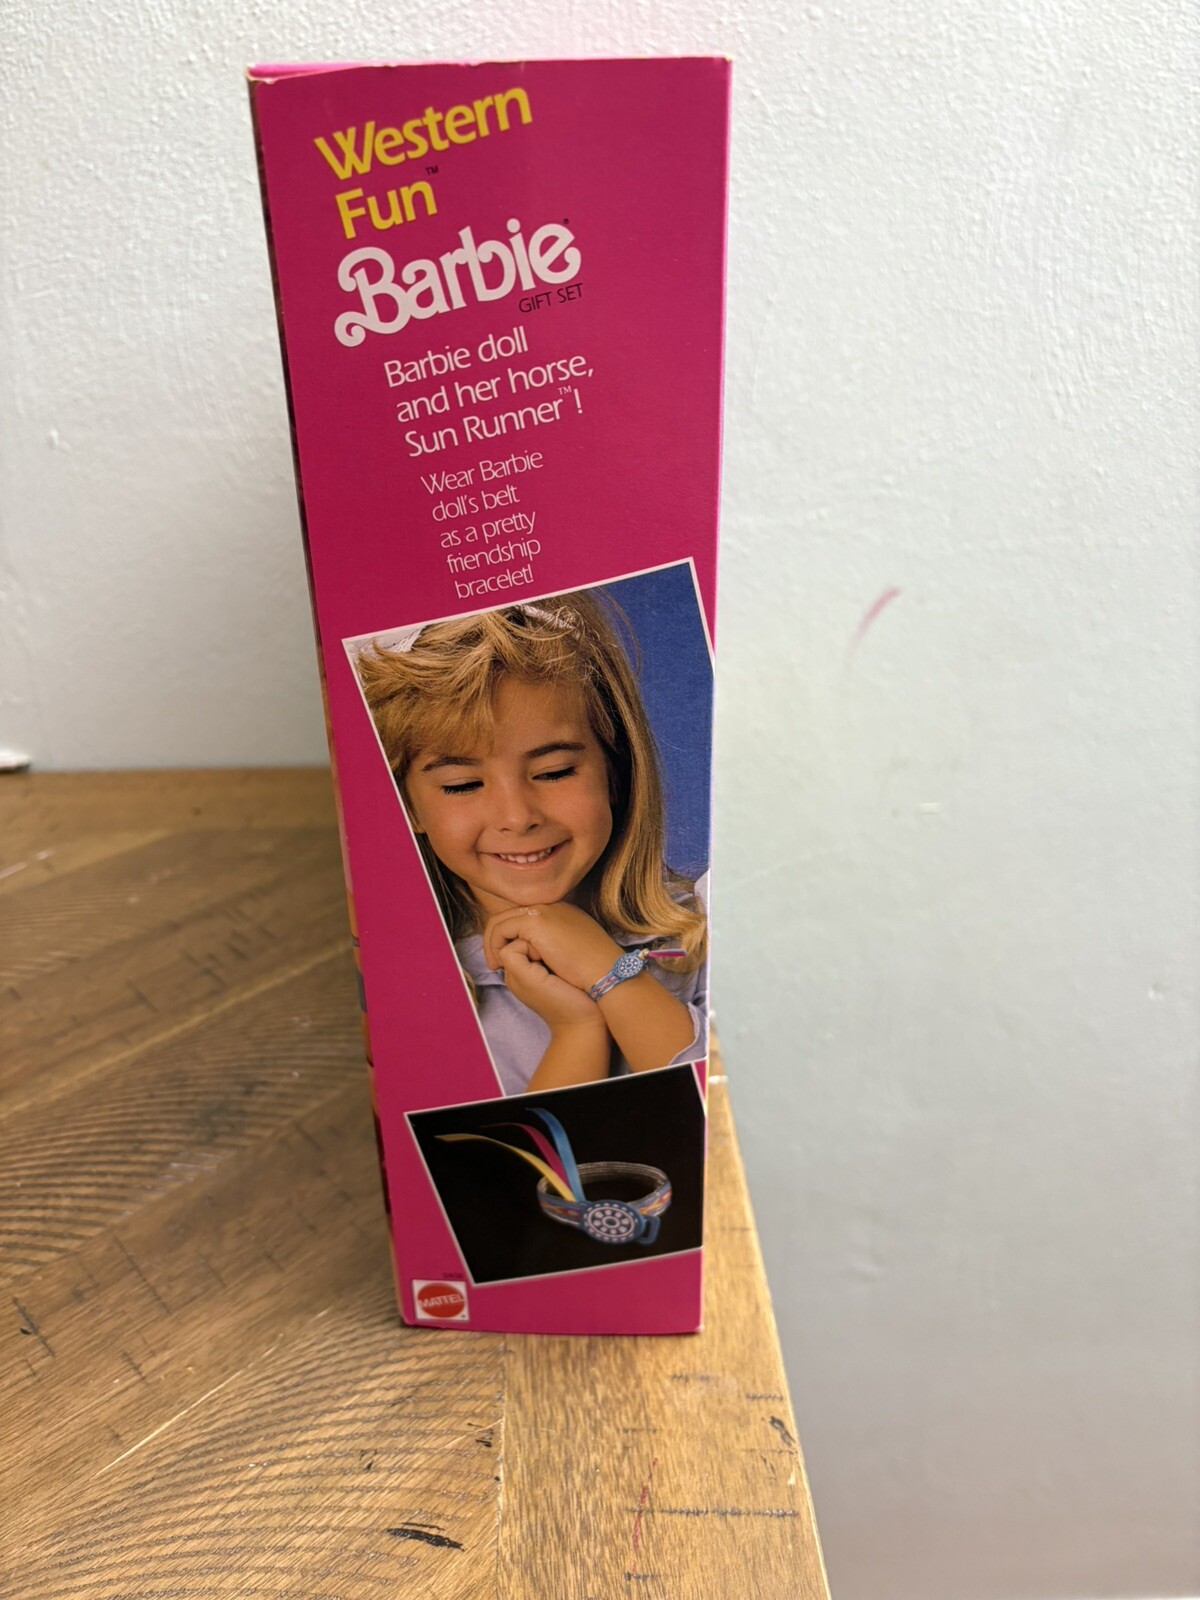 Western
Fun™
Barbie®
GIFT SET
Barbie doll
and her horse,
Sun Runner™!
Wear Barbie
doll's belt
as a pretty
friendship
bracelet!
MATTEL